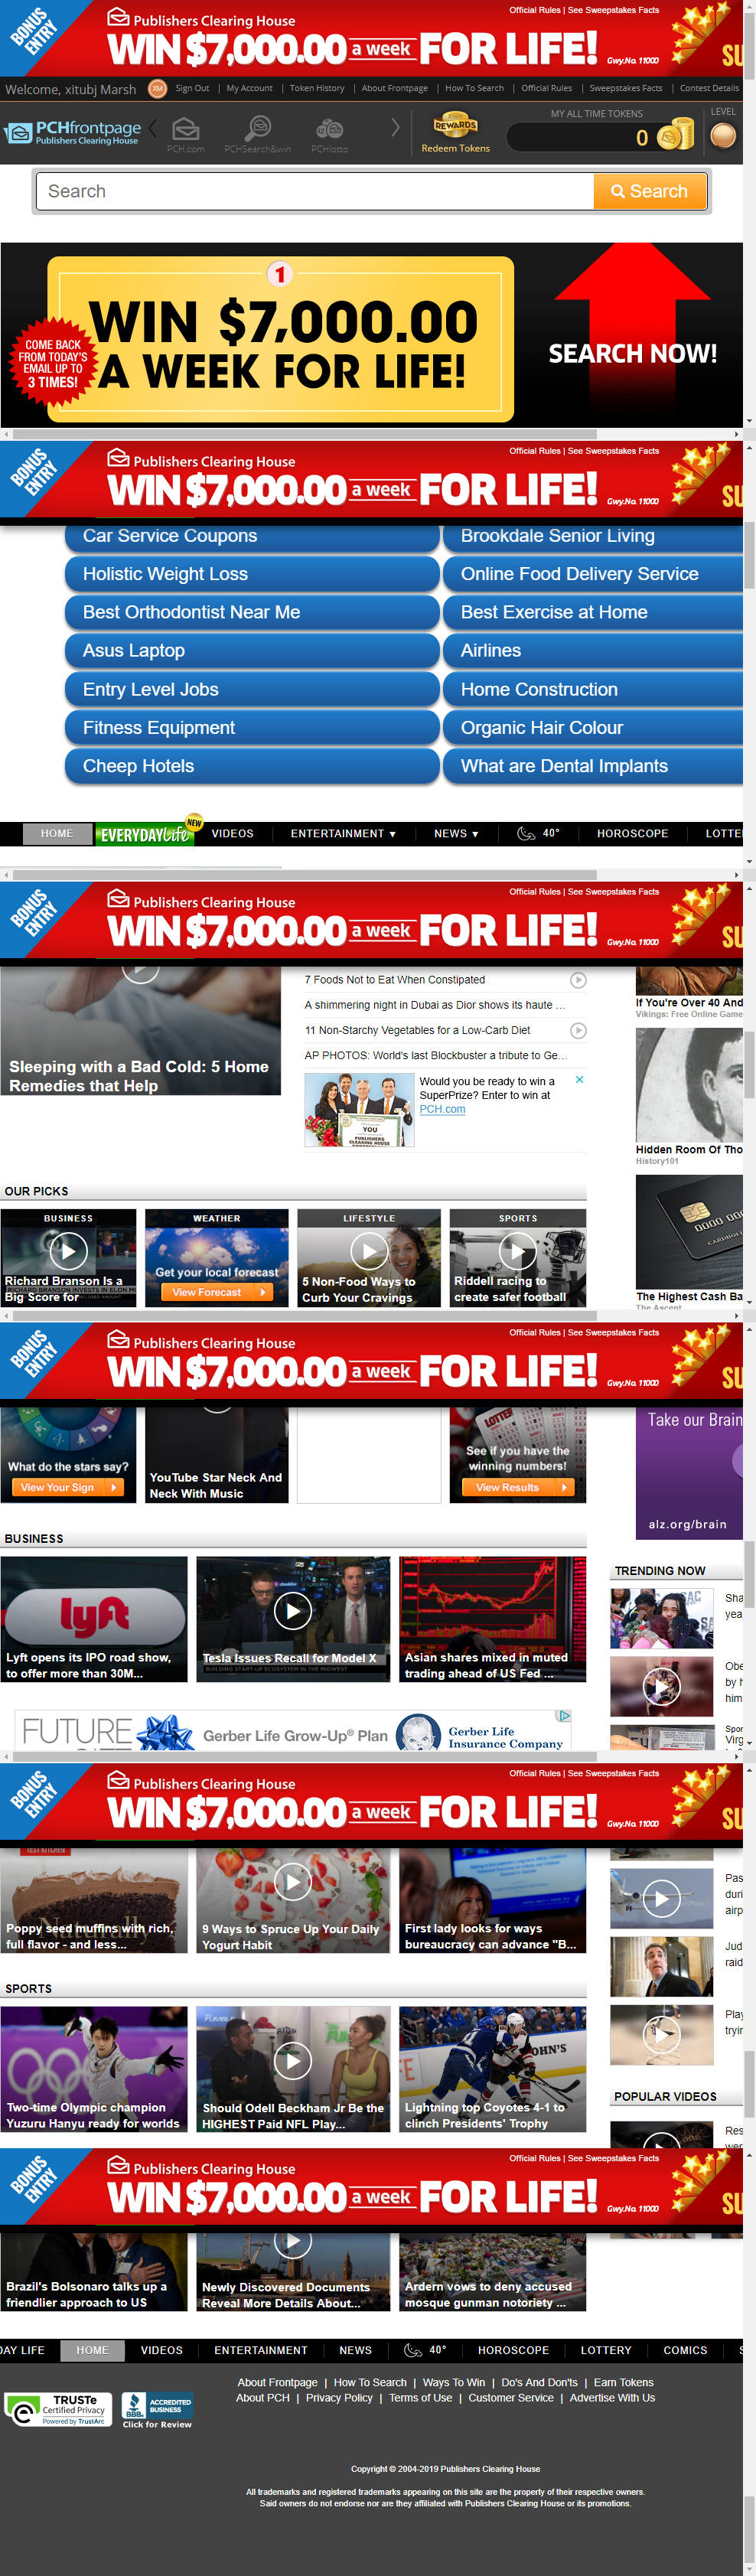 BONUS ENTRY
Publishers Clearing House
Official Rules | See Sweepstakes Facts
WIN $7,000.00 a week FOR LIFE!
Gwy.No. 11000
SU
Welcome, xitubj Marsh
XM
Sign Out | My Account | Token History | About Frontpage | How To Search | Official Rules | Sweepstakes Facts | Contest Details
PCHfrontpage
Publishers Clearing House
PCH.com
PCHSearch&win
PCHlotto
REWARDS
Redeem Tokens
MY ALL TIME TOKENS
0
LEVEL
Search
Search
1
WIN $7,000.00
A WEEK FOR LIFE!
COME BACK
FROM TODAY'S
EMAIL UP TO
3 TIMES!
SEARCH NOW!
BONUS ENTRY
Publishers Clearing House
Official Rules | See Sweepstakes Facts
WIN $7,000.00 a week FOR LIFE!
Gwy.No. 11000
SU
Car Service Coupons
Brookdale Senior Living
Holistic Weight Loss
Online Food Delivery Service
Best Orthodontist Near Me
Best Exercise at Home
Asus Laptop
Airlines
Entry Level Jobs
Home Construction
Fitness Equipment
Organic Hair Colour
Cheep Hotels
What are Dental Implants
HOME EVERYDAY Life NEW VIDEOS ENTERTAINMENT NEWS 40° HOROSCOPE LOTTE
BONUS ENTRY
Publishers Clearing House
Official Rules | See Sweepstakes Facts
WIN $7,000.00 a week FOR LIFE!
Gwy.No. 11000
SU
Sleeping with a Bad Cold: 5 Home
Remedies that Help
7 Foods Not to Eat When Constipated
A shimmering night in Dubai as Dior shows its haute ...
11 Non-Starchy Vegetables for a Low-Carb Diet
AP PHOTOS: World's last Blockbuster a tribute to Ge...
YOU
PUBLISHERS
CLEARING HOUSE
Would you be ready to win a
SuperPrize? Enter to win at
PCH.com
If You're Over 40 And
Vikings: Free Online Game
Hidden Room Of Tho
History101
0000 000
The Highest Cash Ba
The Ascent
OUR PICKS
BUSINESS
Richard Branson Is a
Big Score for
WEATHER
Get your local forecast
View Forecast
LIFESTYLE
5 Non-Food Ways to
Curb Your Cravings
SPORTS
Riddell racing to
create safer football
BONUS ENTRY
Publishers Clearing House
Official Rules | See Sweepstakes Facts
WIN $7,000.00 a week FOR LIFE!
Gwy.No. 11000
SU
What do the stars say?
View Your Sign
YouTube Star Neck And
Neck With Music
LOTTER
See if you have the
winning numbers!
View Results
Take our Brain
alz.org/brain
BUSINESS
lyft
Lyft opens its IPO road show,
to offer more than 30M...
Tesla Issues Recall for Model X
BUILDING START-UP ECOSYSTEM IN THE MIDWEST
Asian shares mixed in muted
trading ahead of US Fed ...
TRENDING NOW
Sha
yea
Obe
by h
him
Spor
Virg
FUTURE
Gerber Life Grow-Up® Plan
Gerber Life
Insurance Company
BONUS ENTRY
Publishers Clearing House
Official Rules | See Sweepstakes Facts
WIN $7,000.00 a week FOR LIFE!
Gwy.No. 11000
SU
TEST KITCHEN
Naturally
Poppy seed muffins with rich,
full flavor - and less...
9 Ways to Spruce Up Your Daily
Yogurt Habit
First lady looks for ways
bureaucracy can advance "B...
Pas
duri
airp
Jud
raid
Play
tryir
SPORTS
Two-time Olympic champion
Yuzuru Hanyu ready for worlds
Should Odell Beckham Jr Be the
HIGHEST Paid NFL Play...
OHN'S
Lightning top Coyotes 4-1 to
clinch Presidents' Trophy
POPULAR VIDEOS
Res
wer
BONUS ENTRY
Publishers Clearing House
Official Rules | See Sweepstakes Facts
WIN $7,000.00 a week FOR LIFE!
Gwy.No. 11000
SU
Brazil's Bolsonaro talks up a
friendlier approach to US
Newly Discovered Documents
Reveal More Details About...
Ardern vows to deny accused
mosque gunman notoriety ...
DAY LIFE HOME VIDEOS ENTERTAINMENT NEWS 40° HOROSCOPE LOTTERY COMICS S
About Frontpage | How To Search | Ways To Win | Do's And Don'ts | Earn Tokens
About PCH | Privacy Policy | Terms of Use | Customer Service | Advertise With Us
TRUSTe
Certified Privacy
Powered by TrustArc
BBB.
ACCREDITED
BUSINESS
Click for Review
Copyright © 2004-2019 Publishers Clearing House
All trademarks and registered trademarks appearing on this site are the property of their respective owners.
Said owners do not endorse nor are they affiliated with Publishers Clearing House or its promotions.